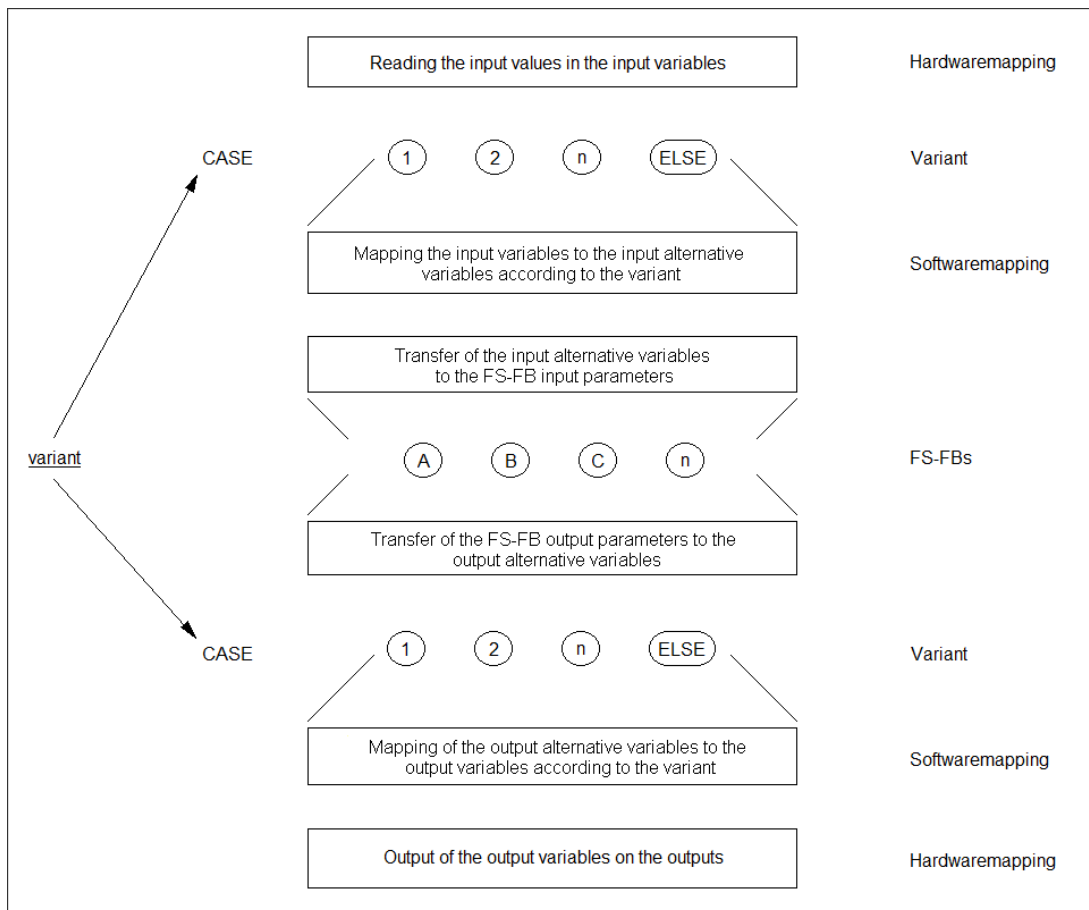 Reading the input values in the input variables
Hardwaremapping
CASE
1
2
n
ELSE
Variant
Mapping the input variables to the input alternative
variables according to the variant
Softwaremapping
Transfer of the input alternative variables
to the FS-FB input parameters
variant
A
B
C
n
FS-FBs
Transfer of the FS-FB output parameters to the
output alternative variables
CASE
1
2
n
ELSE
Variant
Mapping of the output alternative variables to the
output variables according to the variant
Softwaremapping
Output of the output variables on the outputs
Hardwaremapping